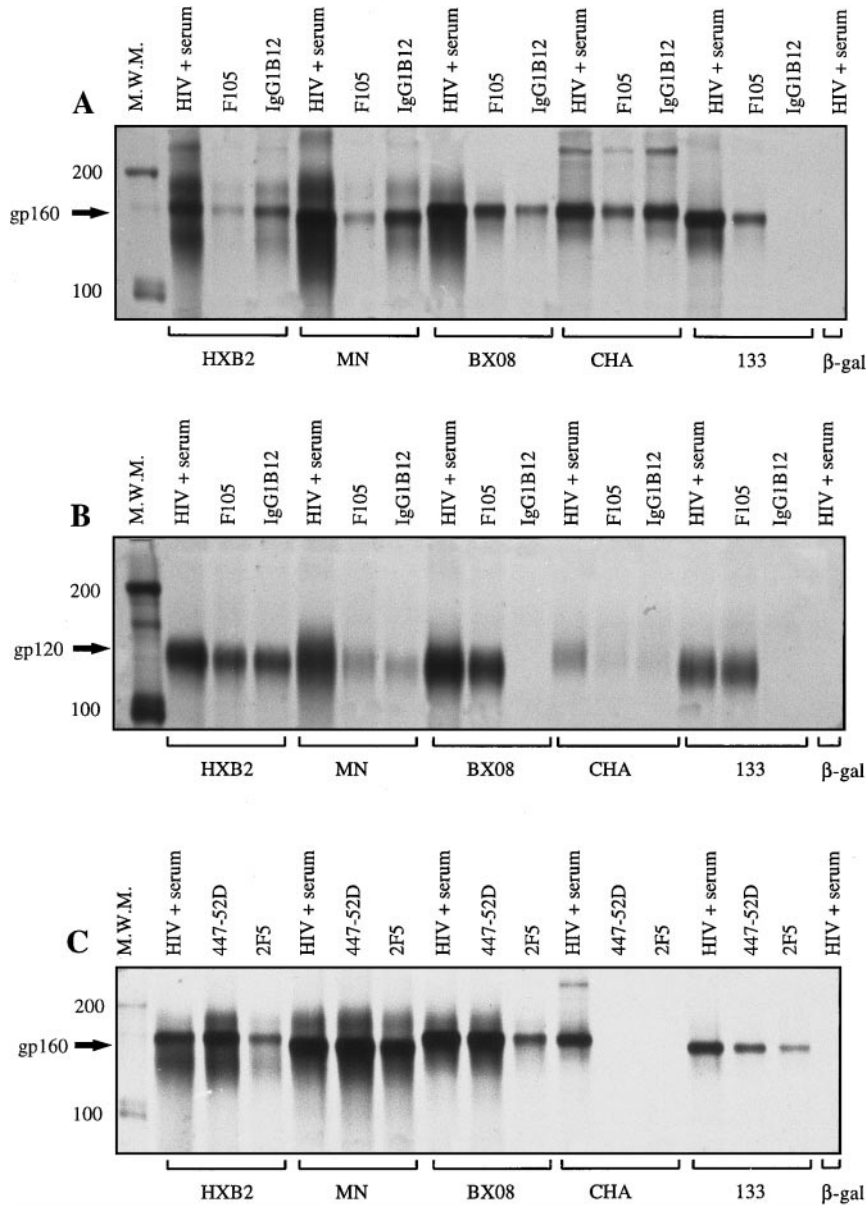 A
M.W.M.
HIV + serum
F105
IgG1B12
HIV + serum
F105
IgG1B12
HIV + serum
F105
IgG1B12
HIV + serum
F105
IgG1B12
HIV + serum
F105
IgG1B12
HIV + serum
200
gp160
100
HXB2
MN
BX08
CHA
133
β-gal
B
M.W.M.
HIV + serum
F105
IgG1B12
HIV + serum
F105
IgG1B12
HIV + serum
F105
IgG1B12
HIV + serum
F105
IgG1B12
HIV + serum
F105
IgG1B12
HIV + serum
200
gp120
100
HXB2
MN
BX08
CHA
133
β-gal
C
M.W.M.
HIV + serum
447-52D
2F5
HIV + serum
447-52D
2F5
HIV + serum
447-52D
2F5
HIV + serum
447-52D
2F5
HIV + serum
447-52D
2F5
HIV + serum
200
gp160
100
HXB2
MN
BX08
CHA
133
β-gal